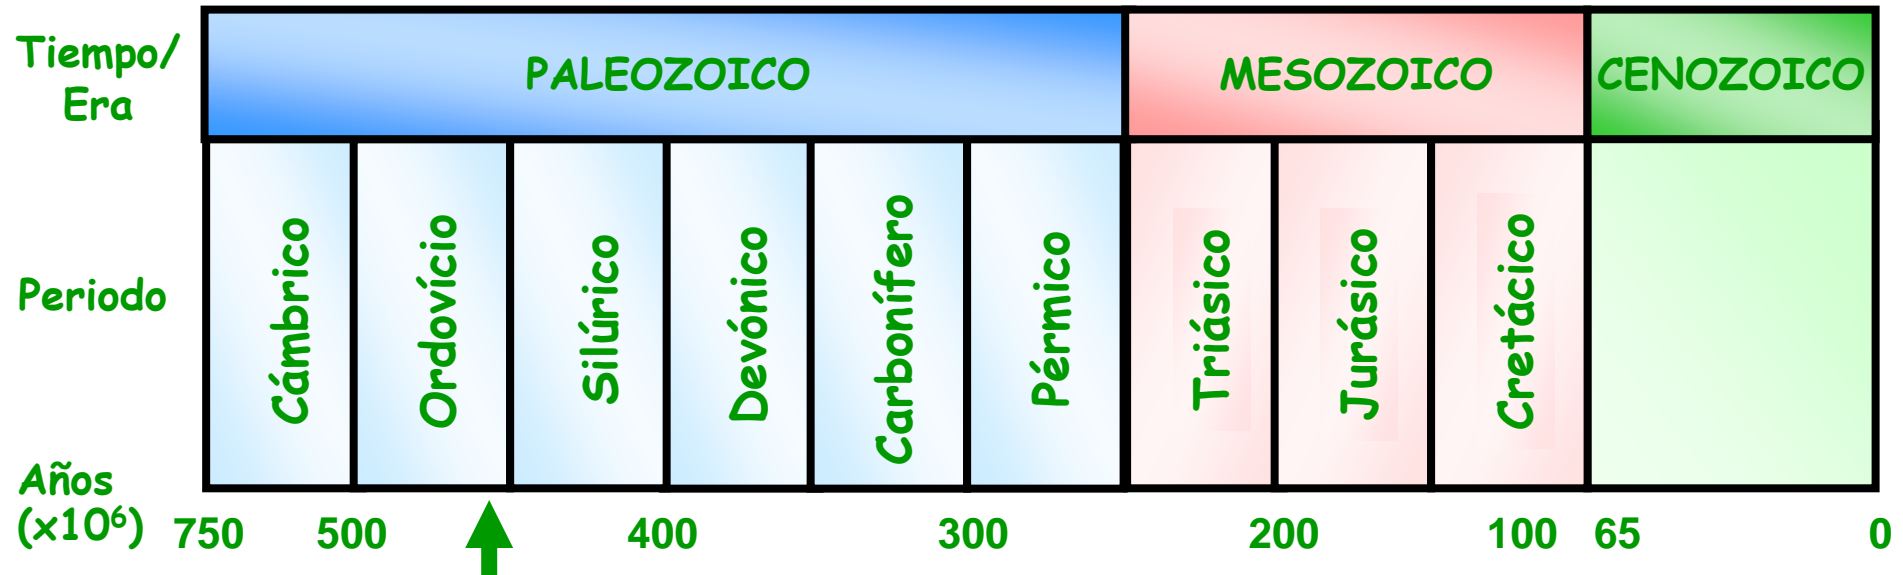 Tiempo/
Era
PALEOZOICO
MESOZOICO
CENOZOICO
Periodo
Cámbrico
Ordovício
Silúrico
Devónico
Carbonífero
Pérmico
Triásico
Jurásico
Cretácico
Años
(x10⁶)
750 500 400 300 200 100 65 0